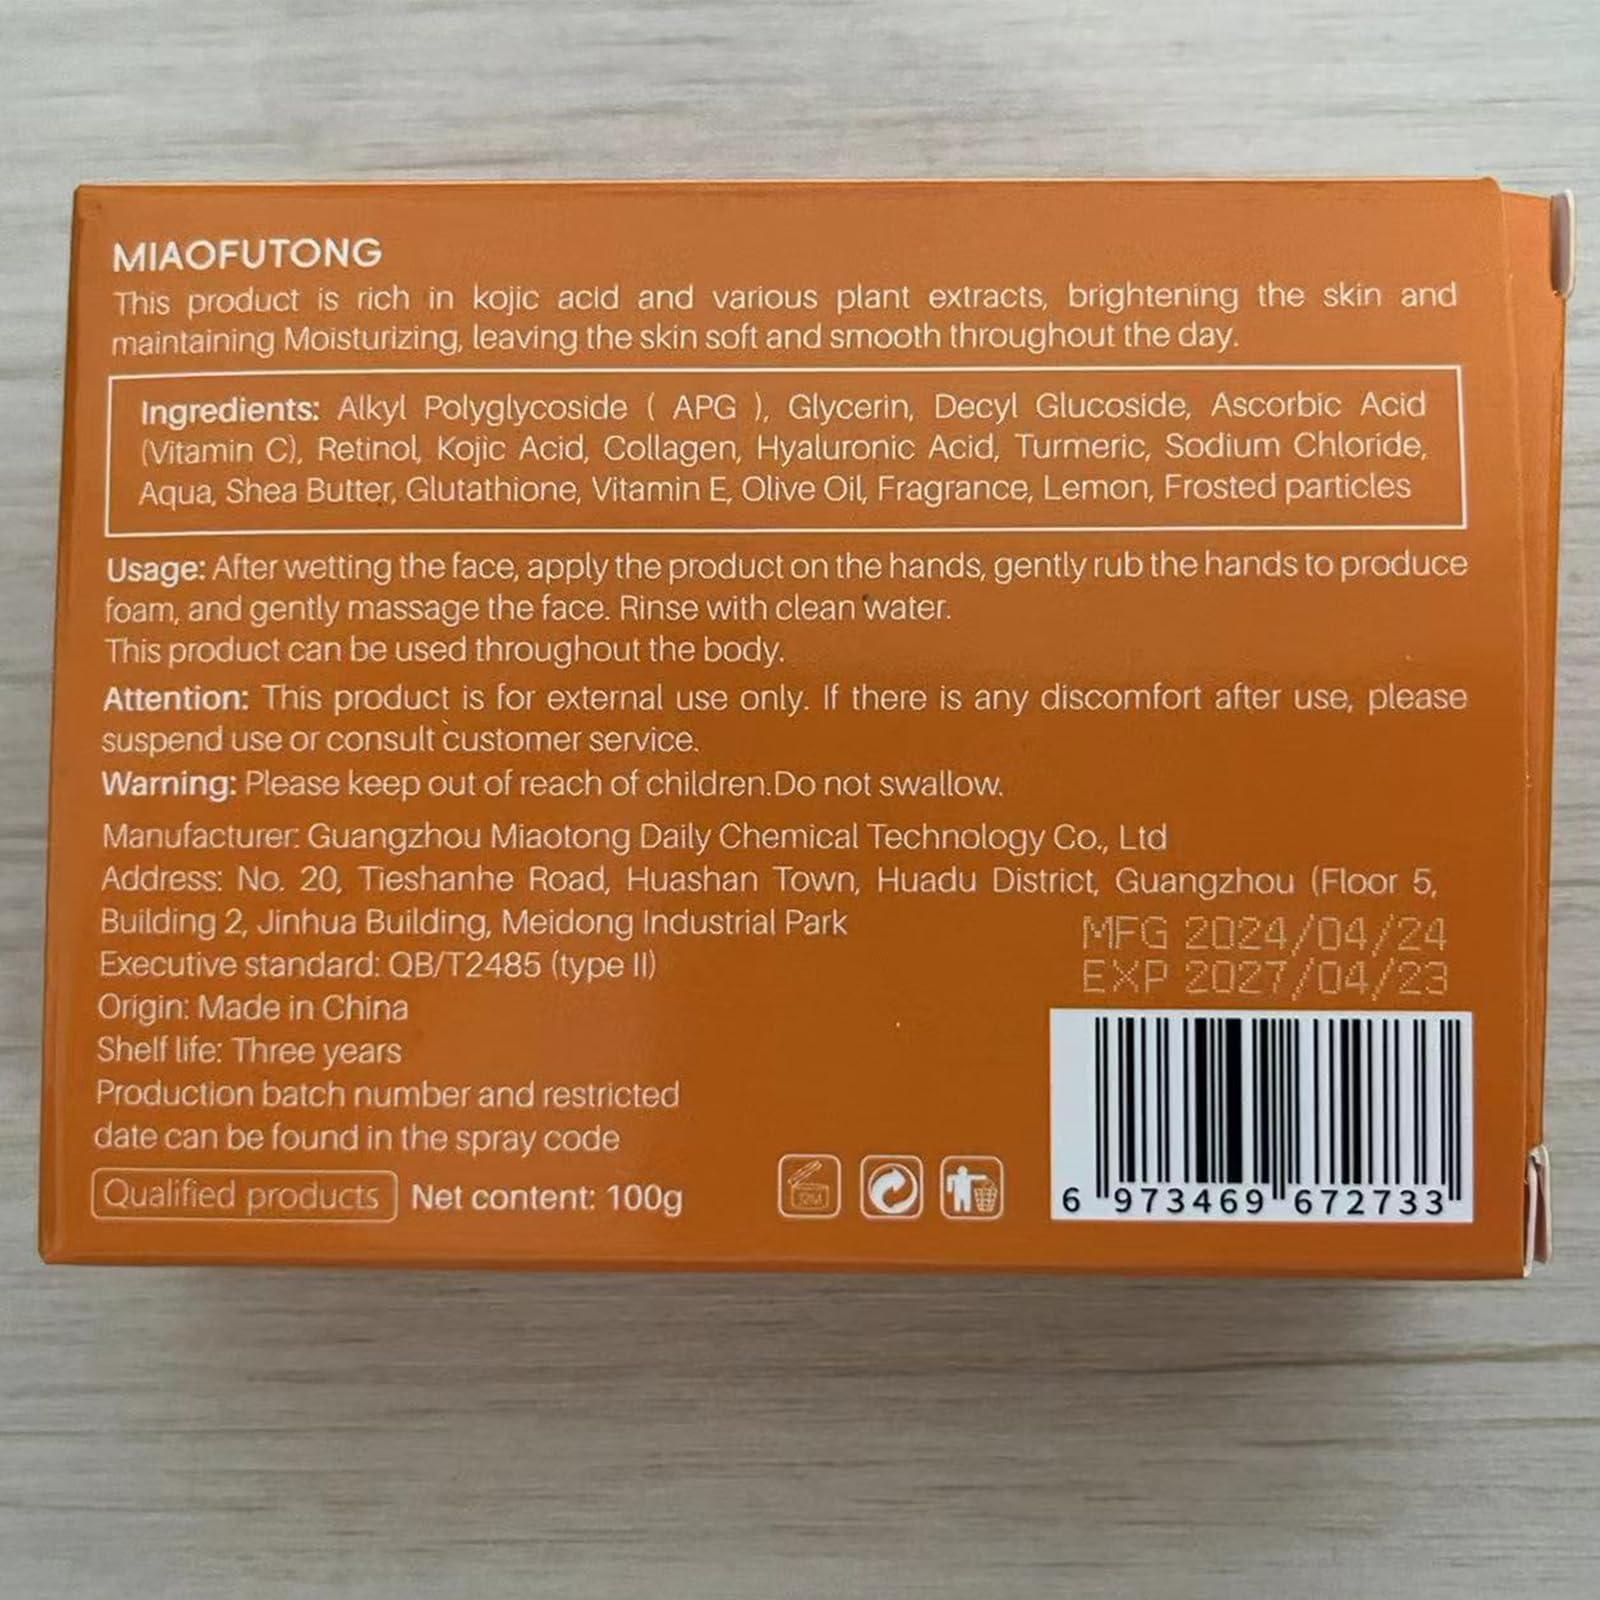 MIAOFUTONG
This product is rich in kojic acid and various plant extracts, brightening the skin and
maintaining Moisturizing, leaving the skin soft and smooth throughout the day.
Ingredients: Alkyl Polyglycoside ( APG ), Glycerin, Decyl Glucoside, Ascorbic Acid
(Vitamin C), Retinol, Kojic Acid, Collagen, Hyaluronic Acid, Turmeric, Sodium Chloride,
Aqua, Shea Butter, Glutathione, Vitamin E, Olive Oil, Fragrance, Lemon, Frosted particles
Usage: After wetting the face, apply the product on the hands, gently rub the hands to produce
foam, and gently massage the face. Rinse with clean water.
This product can be used throughout the body.
Attention: This product is for external use only. If there is any discomfort after use, please
suspend use or consult customer service.
Warning: Please keep out of reach of children.Do not swallow.
Manufacturer: Guangzhou Miaotong Daily Chemical Technology Co., Ltd
Address: No. 20, Tieshanhe Road, Huashan Town, Huadu District, Guangzhou (Floor 5,
Building 2, Jinhua Building, Meidong Industrial Park
Executive standard: QB/T2485 (type II)
Origin: Made in China
Shelf life: Three years
Production batch number and restricted
date can be found in the spray code
Qualified products Net content: 100g
12M
MFG 2024/04/24
EXP 2027/04/23
6 973469 672733